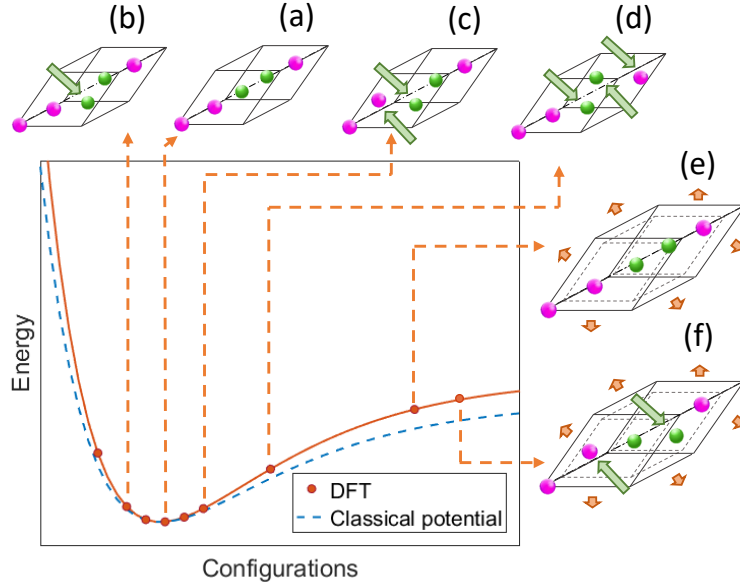 (b)
(a)
(c)
(d)
(e)
(f)
Energy
DFT
Classical potential
Configurations